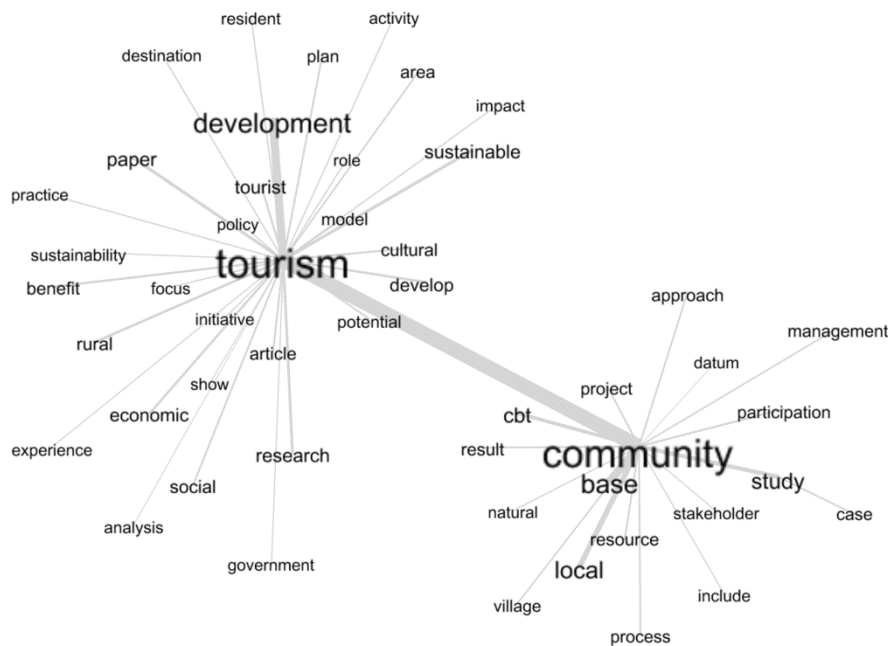 resident
activity
destination
plan
area
impact
development
role
sustainable
paper
tourist
practice
policy
model
sustainability
cultural
tourism
benefit
focus
develop
approach
initiative
potential
management
rural
article
datum
show
project
economic
cbt
participation
experience
research
result
community
social
base
study
natural
stakeholder
case
analysis
resource
government
local
village
include
process